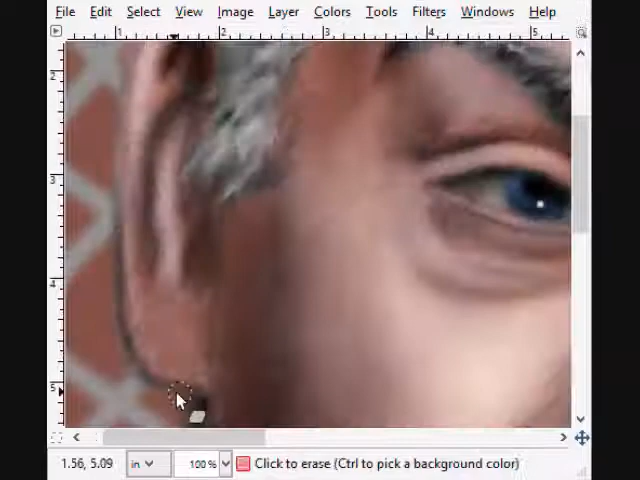 File Edit Select View Image Layer Colors Tools Filters Windows Help
1 2 3 4 5
2
3
4
5
1.56, 5.09 in 100 % Click to erase (Ctrl to pick a background color)